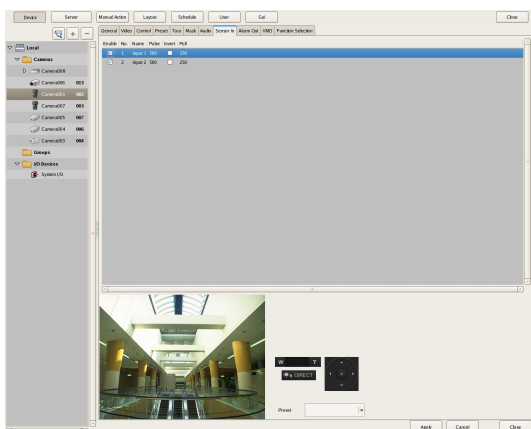 Device Server Manual Action Layout Schedule User Gui Close
General Video Control Preset Tour Mask Audio Sensor In Alarm Out VMD Function Selection
Enable No. Name Pulse Invert Poll
1 Input 1 500 250
2 Input 2 500 250
Local
Cameras
Camera008
Camera006 015
Camera001 002
Camera007 003
Camera005 007
Camera004 006
Camera003 004
Groups
I/O Devices
System I/O
W T
DIRECT
Preset
Apply Cancel Close